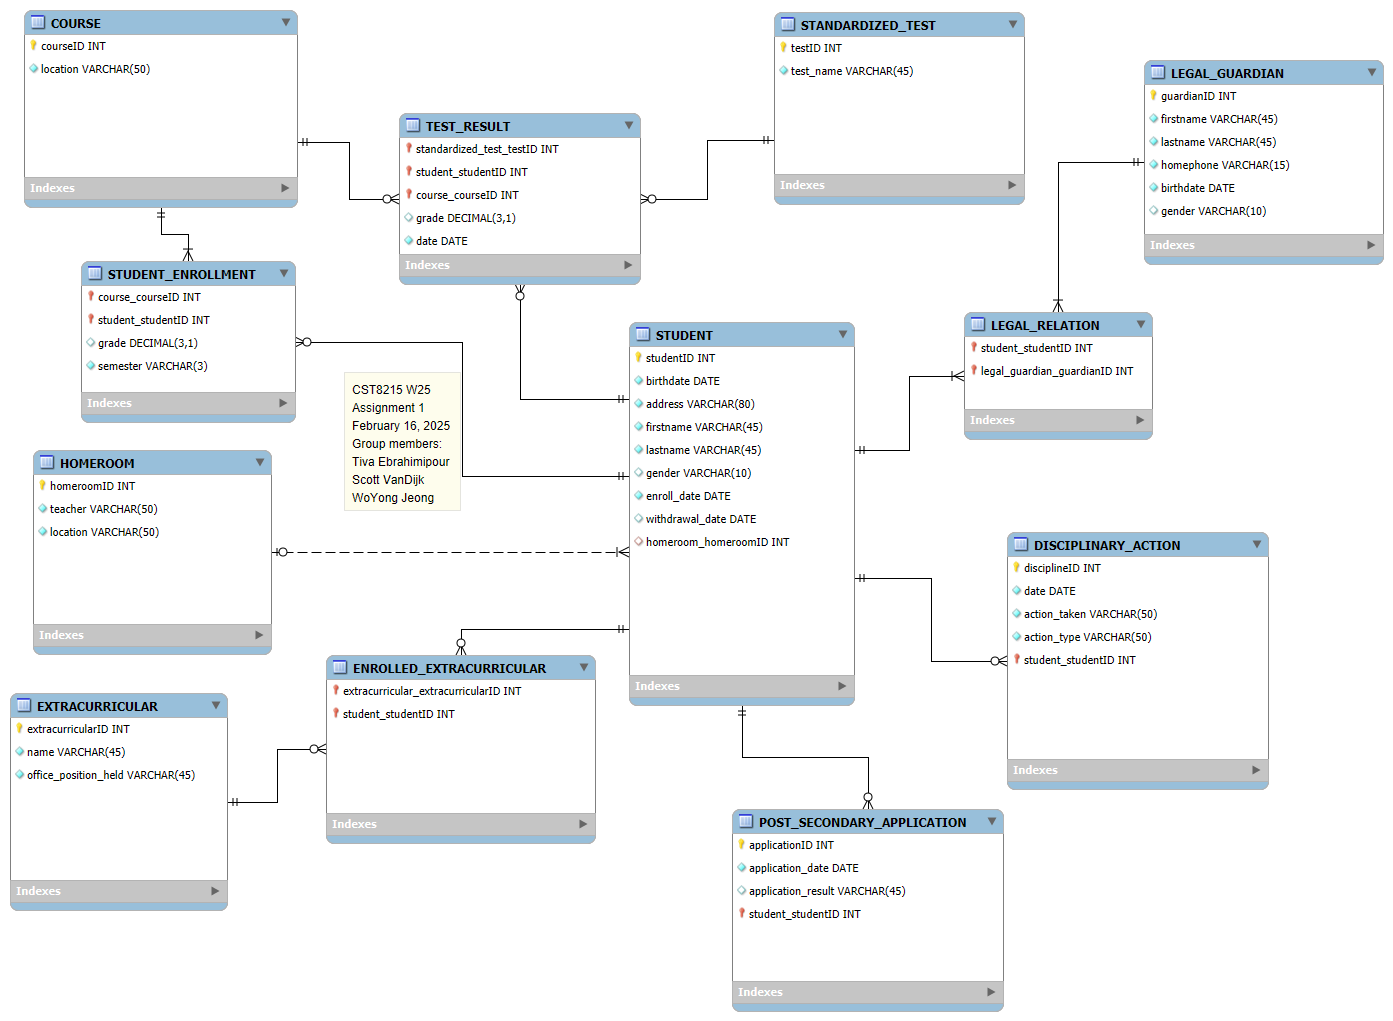 COURSE
courseID INT
location VARCHAR(50)
Indexes
STANDARDIZED_TEST
testID INT
test_name VARCHAR(45)
Indexes
LEGAL_GUARDIAN
guardianID INT
firstname VARCHAR(45)
lastname VARCHAR(45)
homephone VARCHAR(15)
birthdate DATE
gender VARCHAR(10)
Indexes
TEST_RESULT
standardized_test_testID INT
student_studentID INT
course_courseID INT
grade DECIMAL(3,1)
date DATE
Indexes
STUDENT_ENROLLMENT
course_courseID INT
student_studentID INT
grade DECIMAL(3,1)
semester VARCHAR(3)
Indexes
STUDENT
studentID INT
birthdate DATE
address VARCHAR(80)
firstname VARCHAR(45)
lastname VARCHAR(45)
gender VARCHAR(10)
enroll_date DATE
withdrawal_date DATE
homeroom_homeroomID INT
Indexes
LEGAL_RELATION
student_studentID INT
legal_guardian_guardianID INT
Indexes
CST8215 W25
Assignment 1
February 16, 2025
Group members:
Tiva Ebrahimipour
Scott VanDijk
WoYong Jeong
HOMEROOM
homeroomID INT
teacher VARCHAR(50)
location VARCHAR(50)
Indexes
DISCIPLINARY_ACTION
disciplineID INT
date DATE
action_taken VARCHAR(50)
action_type VARCHAR(50)
student_studentID INT
Indexes
ENROLLED_EXTRACURRICULAR
extracurricular_extracurricularID INT
student_studentID INT
Indexes
EXTRACURRICULAR
extracurricularID INT
name VARCHAR(45)
office_position_held VARCHAR(45)
Indexes
POST_SECONDARY_APPLICATION
applicationID INT
application_date DATE
application_result VARCHAR(45)
student_studentID INT
Indexes